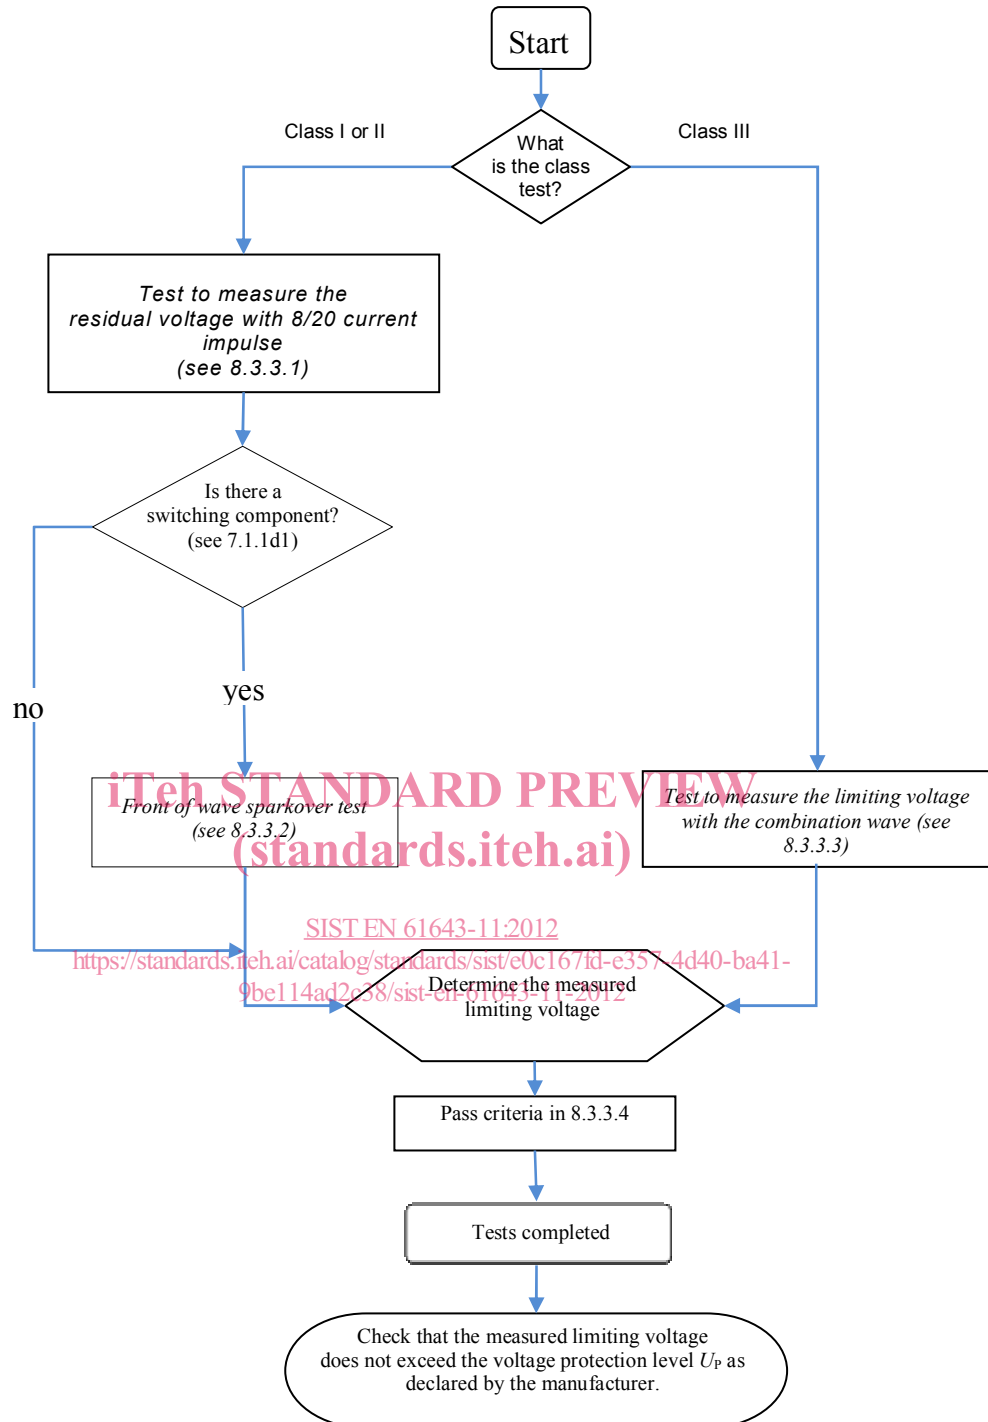 Start
Class I or II
Class III
What
is the class
test?
Test to measure the
residual voltage with 8/20 current
impulse
(see 8.3.3.1)
Is there a
switching component?
(see 7.1.1d1)
no
yes
iTeh STANDARD PREVIEW
(standards.iteh.ai)
Front of wave sparkover test
(see 8.3.3.2)
Test to measure the limiting voltage
with the combination wave (see
8.3.3.3)
SIST EN 61643-11:2012
https://standards.iteh.ai/catalog/standards/sist/e0c167fd-e357-4d40-ba41-
9be114ad2c38/sist-en-61643-11-2012
Determine the measured
limiting voltage
Pass criteria in 8.3.3.4
Tests completed
Check that the measured limiting voltage
does not exceed the voltage protection level UP as
declared by the manufacturer.